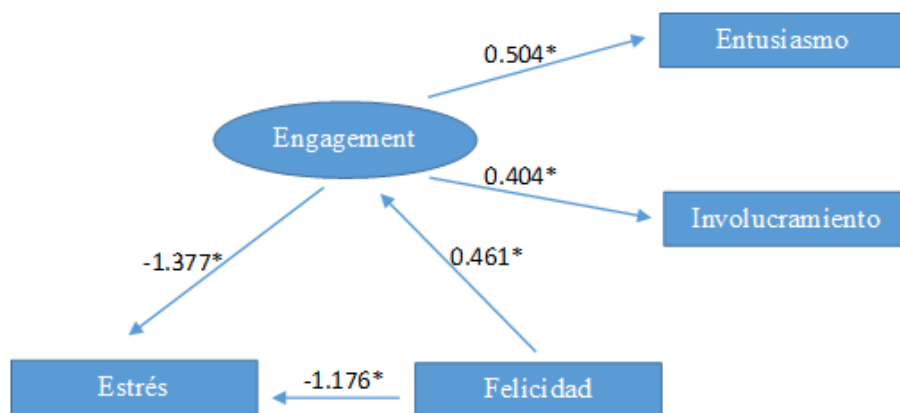 Entusiasmo
0.504*
Engagement
0.404*
Involucramiento
-1.377*
0.461*
Estrés
-1.176*
Felicidad